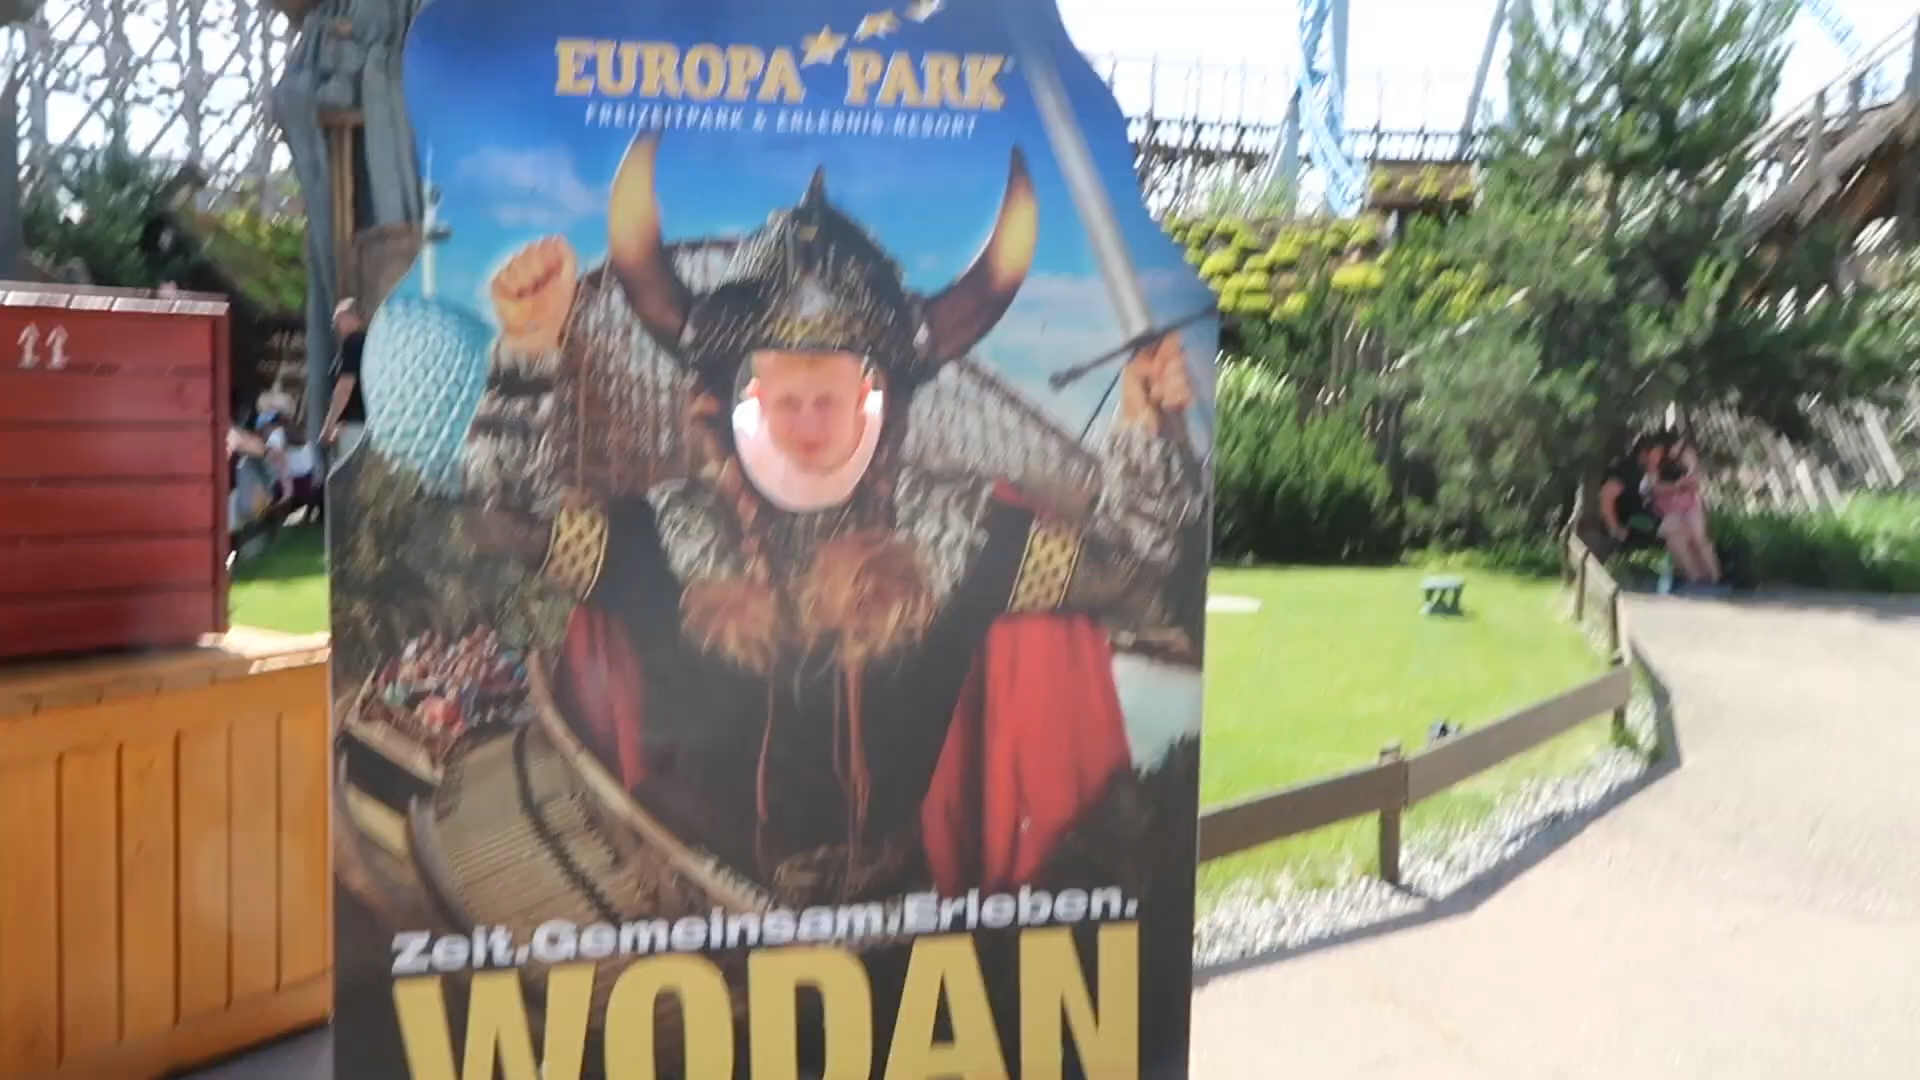 EUROPA PARK
FREIZEITPARK & ERLEBNIS-RESORT
Zeit.Gemeinsam.Erleben.
WODAN